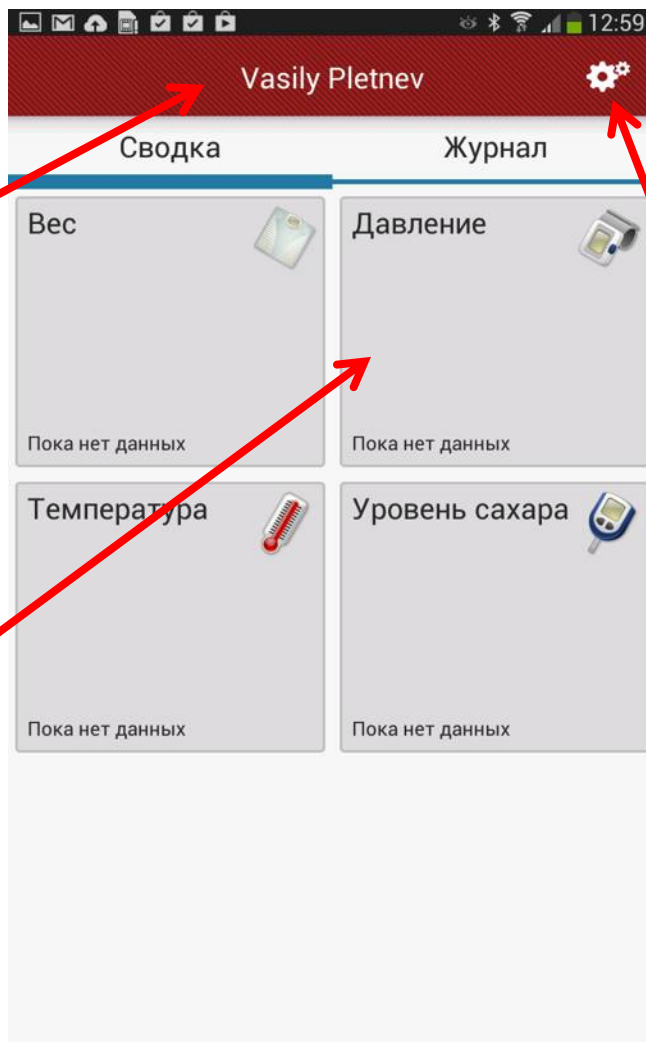 12:59
Vasily Pletnev
Сводка Журнал
Вес Давление
Пока нет данных Пока нет данных
Температура Уровень сахара
Пока нет данных Пока нет данных